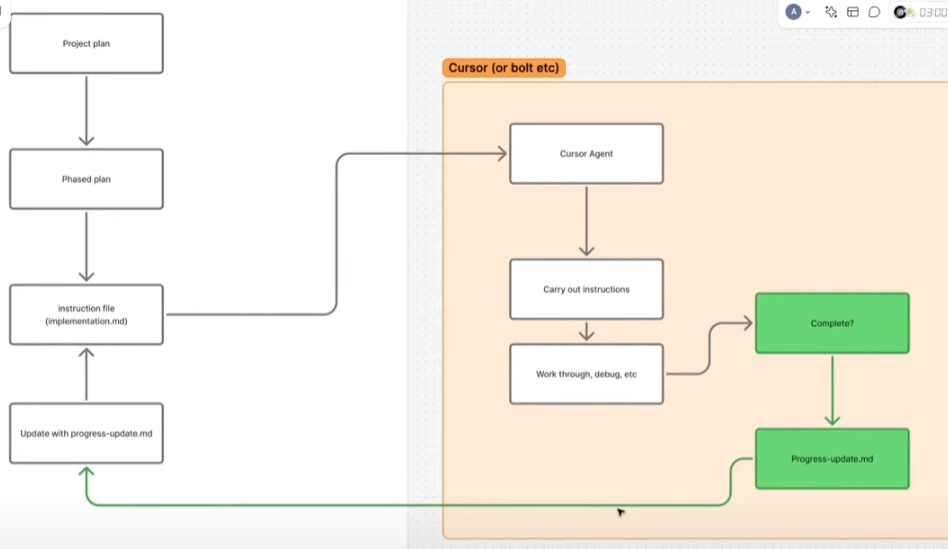 A
03:00
Project plan
Cursor (or bolt etc)
Cursor Agent
Phased plan
instruction file
(implementation.md)
Carry out instructions
Complete?
Work through, debug, etc
Update with progress-update.md
Progress-update.md